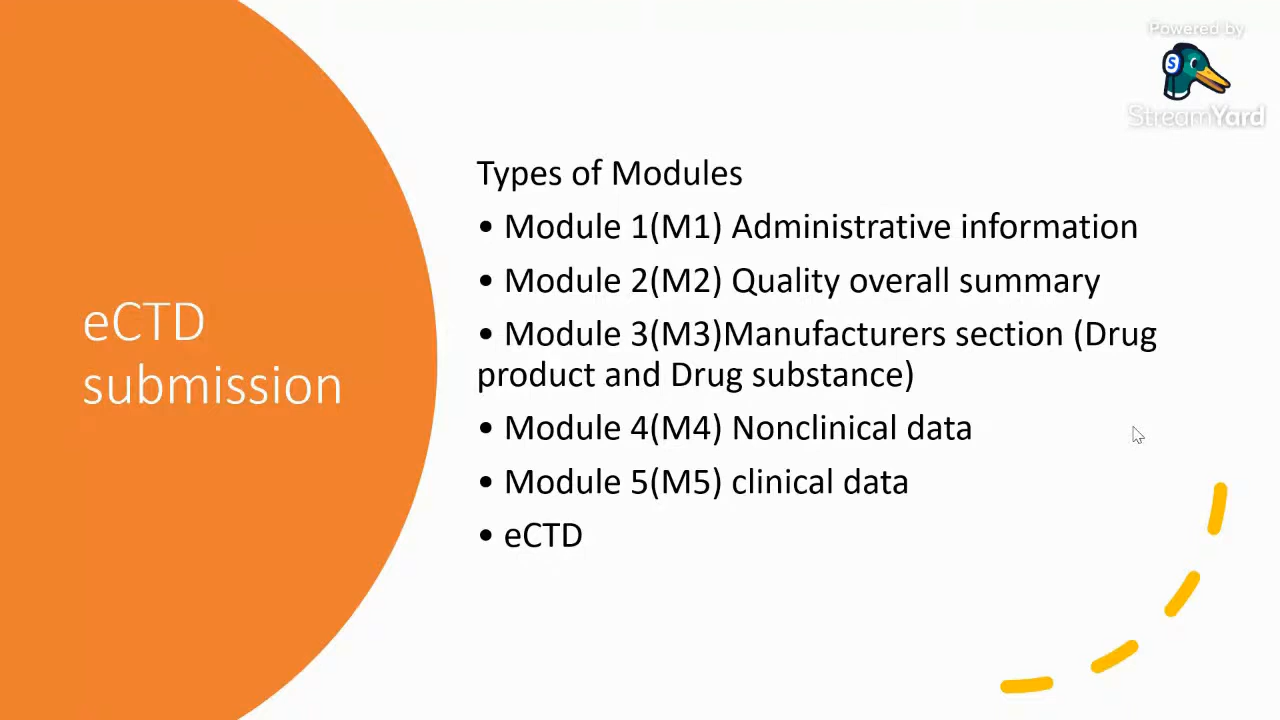 Powered by
S
StreamYard
eCTD
submission
Types of Modules
• Module 1(M1) Administrative information
• Module 2(M2) Quality overall summary
• Module 3(M3)Manufacturers section (Drug
product and Drug substance)
• Module 4(M4) Nonclinical data
• Module 5(M5) clinical data
• eCTD